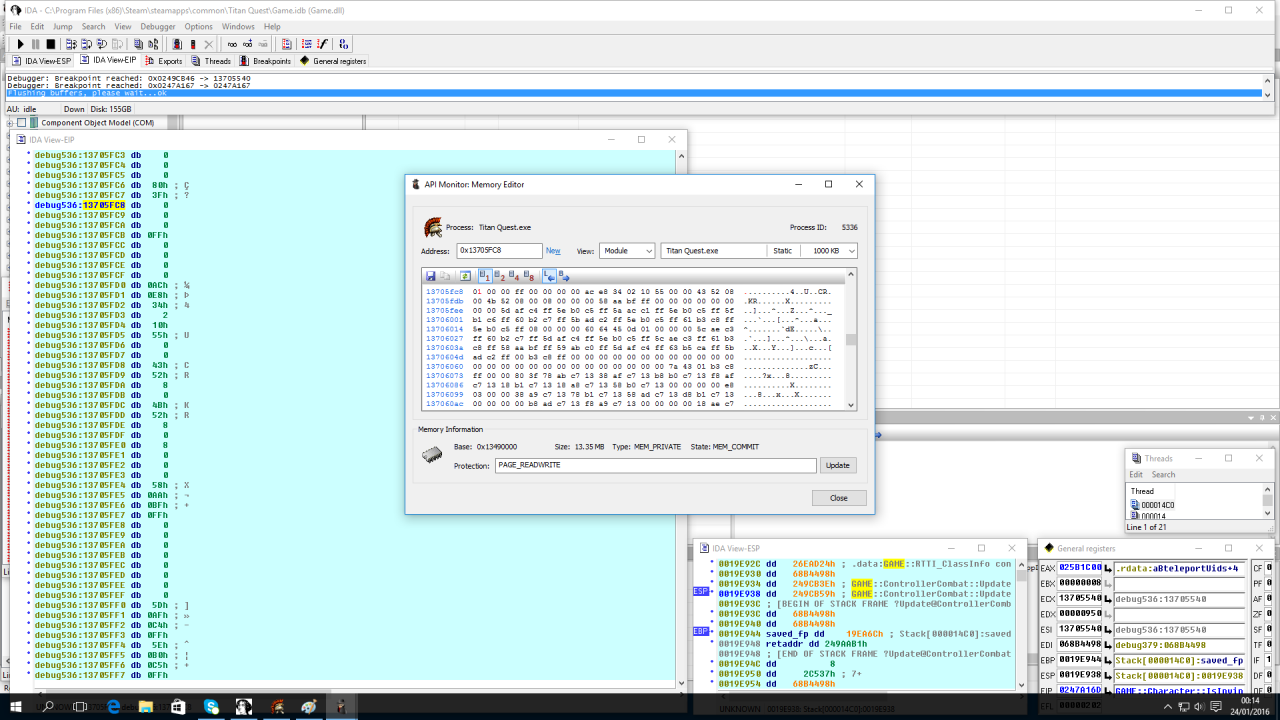 IDA - C:\Program Files (x86)\Steam\steamapps\common\Titan Quest\Game.idb (Game.dll)
File Edit Jump Search View Debugger Options Windows Help
IDA View-ESP IDA View-EIP Exports Threads Breakpoints General registers
Debugger: Breakpoint reached: 0x0249CB46 -> 13705540
Debugger: Breakpoint reached: 0x0247A167 -> 0247A167
Flushing buffers, please wait...ok
AU: idle Down Disk: 155GB
Component Object Model (COM)
IDA View-EIP
debug536:13705FC3 db 0
debug536:13705FC4 db 0
debug536:13705FC5 db 0
debug536:13705FC6 db 80h ; Ç
debug536:13705FC7 db 3Fh ; ?
debug536:13705FC8 db 0
debug536:13705FC9 db 0
debug536:13705FCA db 0
debug536:13705FCB db 0FFh
debug536:13705FCC db 0
debug536:13705FCD db 0
debug536:13705FCE db 0
debug536:13705FCF db 0
debug536:13705FD0 db 0ACh ; ¼
debug536:13705FD1 db 0E8h ; Þ
debug536:13705FD2 db 34h ; 4
debug536:13705FD3 db 2
debug536:13705FD4 db 10h
debug536:13705FD5 db 55h ; U
debug536:13705FD6 db 0
debug536:13705FD7 db 0
debug536:13705FD8 db 43h ; C
debug536:13705FD9 db 52h ; R
debug536:13705FDA db 8
debug536:13705FDB db 0
debug536:13705FDC db 4Bh ; K
debug536:13705FDD db 52h ; R
debug536:13705FDE db 8
debug536:13705FDF db 0
debug536:13705FE0 db 8
debug536:13705FE1 db 0
debug536:13705FE2 db 0
debug536:13705FE3 db 0
debug536:13705FE4 db 58h ; X
debug536:13705FE5 db 0AAh ; ¬
debug536:13705FE6 db 0BFh ; +
debug536:13705FE7 db 0FFh
debug536:13705FE8 db 0
debug536:13705FE9 db 0
debug536:13705FEA db 0
debug536:13705FEB db 0
debug536:13705FEC db 0
debug536:13705FED db 0
debug536:13705FEE db 0
debug536:13705FEF db 0
debug536:13705FF0 db 5Dh ; ]
debug536:13705FF1 db 0AFh ; »
debug536:13705FF2 db 0C4h ; -
debug536:13705FF3 db 0FFh
debug536:13705FF4 db 5Eh ; ^
debug536:13705FF5 db 0B0h ; ¦
debug536:13705FF6 db 0C5h ; +
debug536:13705FF7 db 0FFh
API Monitor: Memory Editor
Process: Titan Quest.exe Process ID: 5336
Address: 0x13705FC8 New View: Module Titan Quest.exe Static 1000 KB
13705fc8 01 00 00 ff 00 00 00 00 ac e8 34 02 10 55 00 00 43 52 08 ..........4..U..CR.
13705fdb 00 4b 52 08 00 08 00 00 00 58 aa bf ff 00 00 00 00 00 00
13705fee 00 00 5d af c4 ff 5e b0 c5 ff 5a ac c1 ff 5e b0 c5 ff 5f
13706001 b1 c6 ff 60 b2 c7 ff 5b ad c2 ff 5e b0 c5 ff 61 b3 c8 ff
13706014 5e b0 c5 ff 08 00 00 00 60 64 45 0d 01 00 00 00 5c ae c3
13706027 ff 60 b2 c7 ff 5d af c4 ff 5e b0 c5 ff 5c ae c3 ff 61 b3
1370603a c8 ff 58 aa bf ff 59 ab c0 ff 5d af c4 ff 63 b5 ca ff 5b
1370604d ad c2 ff 00 b3 c8 ff 00 00 00 00 00 00 00 00 00 00 00 00
13706060 00 00 00 00 00 00 00 00 00 00 00 00 00 00 7a 43 01 b3 c8
13706073 ff 00 00 80 3f 78 ab c7 13 38 af c7 13 b8 b0 c7 13 f8 af
13706086 c7 13 18 b1 c7 13 18 a8 c7 13 58 b0 c7 13 00 00 00 00 e8
13706099 03 00 00 38 a9 c7 13 78 b1 c7 13 58 ad c7 13 d8 b1 c7 13
137060ac 00 00 00 00 b8 ad c7 13 f8 a9 c7 13 00 00 00 00 18 ae c7
Memory Information
Base: 0x13490000 Size: 13.35 MB Type: MEM_PRIVATE State: MEM_COMMIT
Protection: PAGE_READWRITE Update
Close
Threads
Edit Search
Thread
000014C0
Line 1 of 21
IDA View-ESP
0019E92C dd 26EAD24h ; .data:GAME::RTTI_ClassInfo con
0019E930 dd 68B4498h
0019E934 dd 249CB3Eh ; GAME::ControllerCombat::Update
0019E938 dd 249CB59h ; GAME::ControllerCombat::Update
0019E93C ; [BEGIN OF STACK FRAME ?Update@ControllerComb
0019E93C dd 68B4498h
0019E940 dd 68B4498h
0019E944 saved_fp dd 19EA6Ch ; Stack[000014C0]:saved
0019E948 retaddr dd 249AAB1h
0019E948 ; [END OF STACK FRAME ?Update@ControllerCombat
0019E94C dd 8
0019E950 dd 2C537h ; 7+
0019E954 dd 68B4498h
UNKNOWN 0019E938: Stack[000014C0]:0019E938
ESP
EBP
General registers
EAX 025B1C00 .rdata:aBteleportUids+4
EBX 00000008
ECX 13705540 debug536:13705540
EDX 00000950
ESI 13705540 debug536:13705540
EDI 068B4498 debug379:068B4498
EBP 0019E944 Stack[000014C0]:saved_fp
ESP 0019E938 Stack[000014C0]:0019E938
EIP 0247A16D GAME::Character::IsInvin
EFL 00000202
CF 0
PF 0
AF 0
ZF 0
SF 0
TF 0
IF 1
DF 0
00:14
24/01/2016